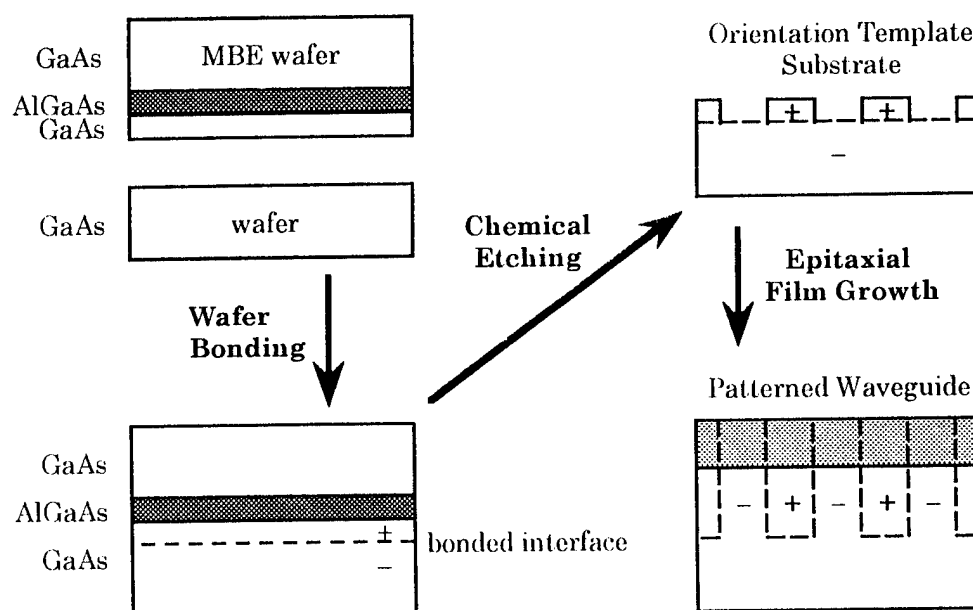 GaAs
MBE wafer
AlGaAs
GaAs
GaAs
wafer
Wafer
Bonding
GaAs
AlGaAs
GaAs
+
−
bonded interface
Chemical
Etching
Orientation Template
Substrate
+ +
−
Epitaxial
Film Growth
Patterned Waveguide
− + − + −